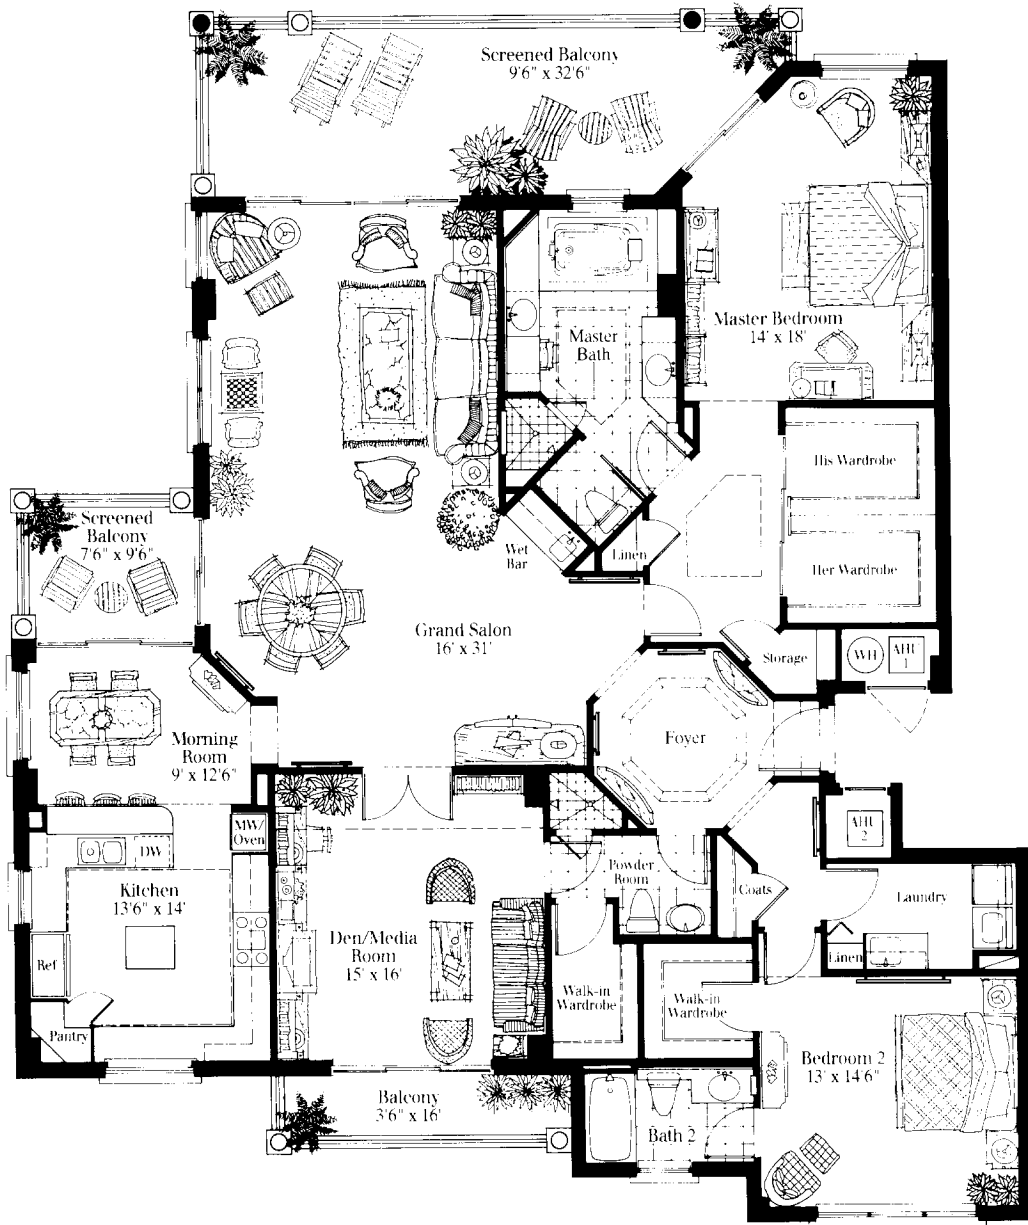 Screened Balcony
9'6" x 32'6"
Master Bedroom
14' x 18'
Master
Bath
His Wardrobe
Her Wardrobe
Screened
Balcony
7'6" x 9'6"
Wet
Bar
Linen
Grand Salon
16' x 31'
Storage
WH
AHU
1
Foyer
Morning
Room
9' x 12'6"
MW/
Oven
DW
AHU
2
Kitchen
13'6" x 14'
Powder
Room
Coats
Laundry
Den/Media
Room
15' x 16'
Ref
Linen
Walk-in
Wardrobe
Walk-in
Wardrobe
Pantry
Bedroom 2
13' x 14'6"
Balcony
3'6" x 16'
Bath 2